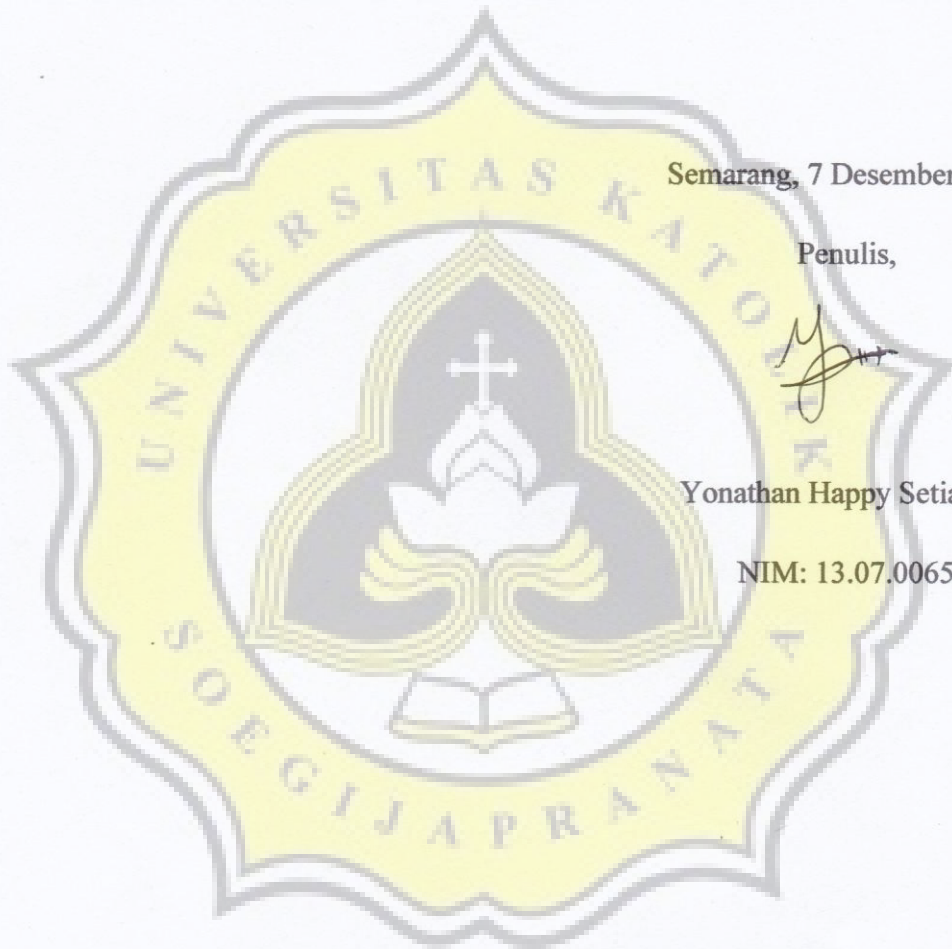 Semarang, 7 Desember
Penulis,
Yonathan Happy Setia
NIM: 13.07.0065
UNIVERSITAS KATOLIK
SOEGIJAPRANATA